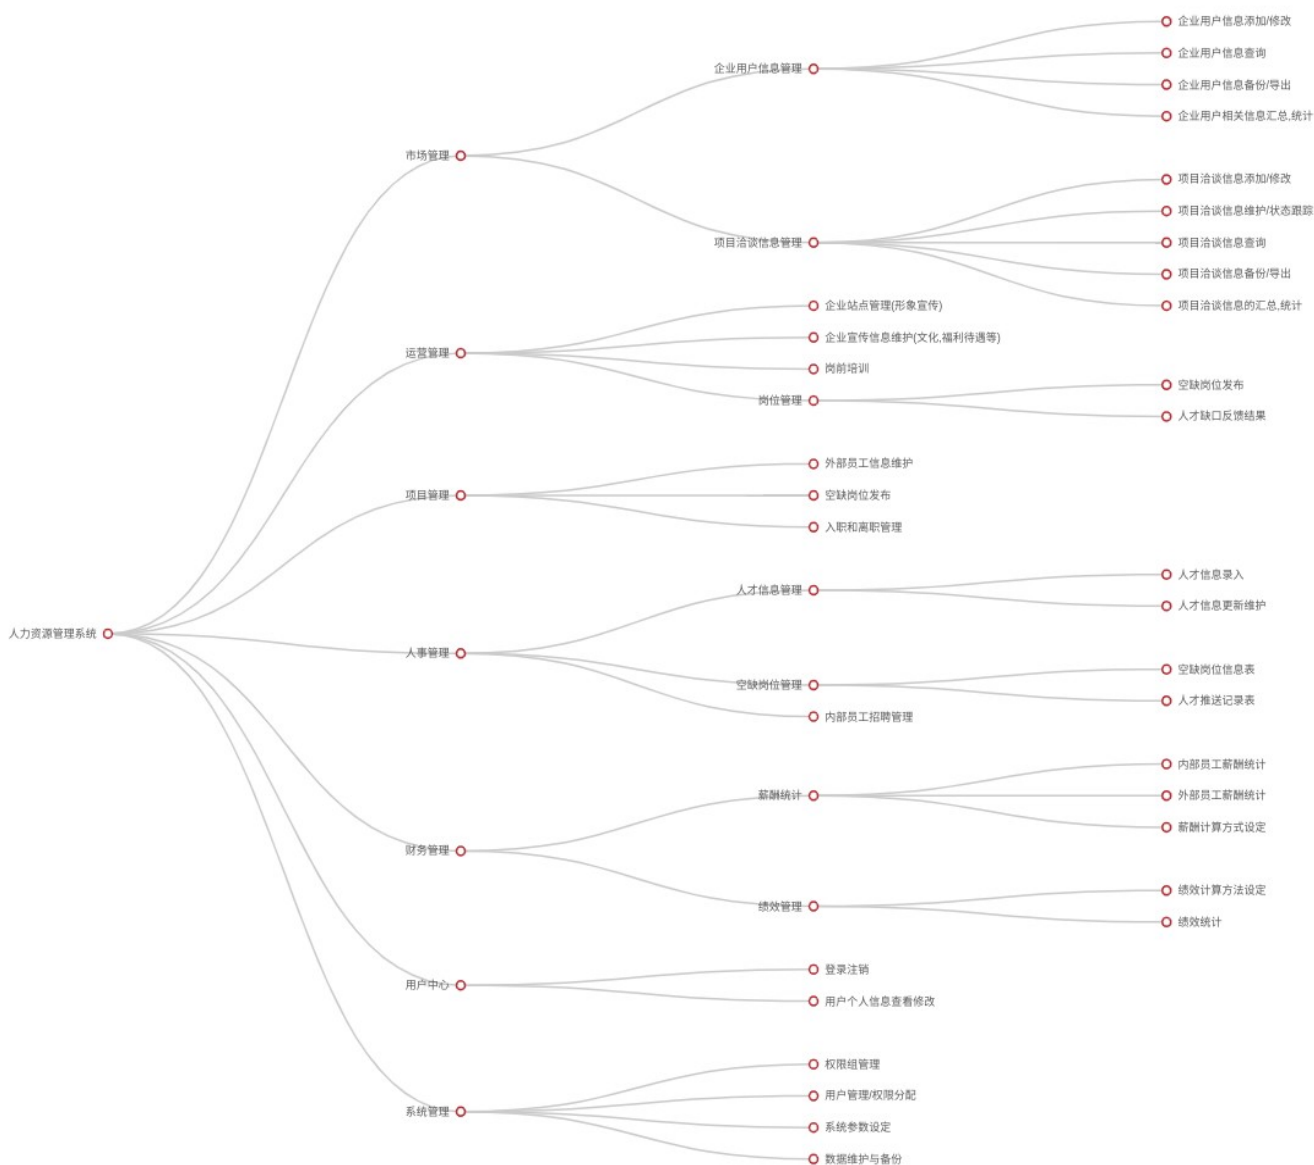 人力资源管理系统
市场管理
企业用户信息管理
企业用户信息添加/修改
企业用户信息查询
企业用户信息备份/导出
企业用户相关信息汇总,统计
项目洽谈信息管理
项目洽谈信息添加/修改
项目洽谈信息维护/状态跟踪
项目洽谈信息查询
项目洽谈信息备份/导出
项目洽谈信息的汇总,统计
运营管理
企业站点管理(形象宣传)
企业宣传信息维护(文化,福利待遇等)
岗前培训
岗位管理
空缺岗位发布
人才缺口反馈结果
项目管理
外部员工信息维护
空缺岗位发布
入职和离职管理
人事管理
人才信息管理
人才信息录入
人才信息更新维护
空缺岗位管理
空缺岗位信息表
人才推送记录表
内部员工招聘管理
财务管理
薪酬统计
内部员工薪酬统计
外部员工薪酬统计
薪酬计算方式设定
绩效管理
绩效计算方法设定
绩效统计
用户中心
登录注销
用户个人信息查看修改
系统管理
权限组管理
用户管理/权限分配
系统参数设定
数据维护与备份